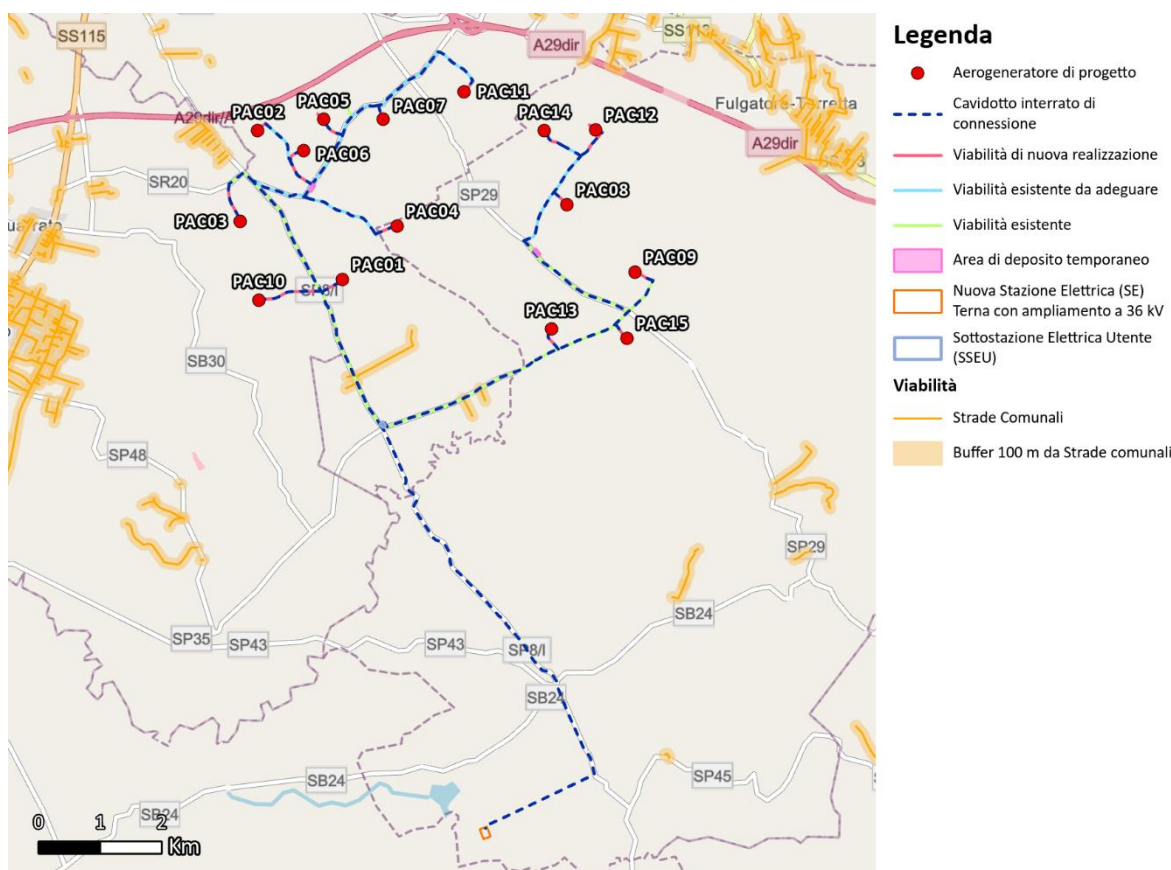 SS115
A29dir
SS113
Fulgatore-Torretta
A29dir
A29dir/A
PAC02
PAC05
PAC07
PAC11
PAC14
PAC12
PAC06
SR20
SP29
PAC08
PAC03
PAC04
PAC09
PAC10
SP8/I
PAC01
PAC13
PAC15
SB30
SP48
SP29
SB24
SP35
SP43
SP43
SP8/I
SB24
SB24
SP45
SB24
0 1 2
Km
Legenda
Aerogeneratore di progetto
Cavidotto interrato di
connessione
Viabilità di nuova realizzazione
Viabilità esistente da adeguare
Viabilità esistente
Area di deposito temporaneo
Nuova Stazione Elettrica (SE)
Terna con ampliamento a 36 kV
Sottostazione Elettrica Utente
(SSEU)
Viabilità
Strade Comunali
Buffer 100 m da Strade comunali